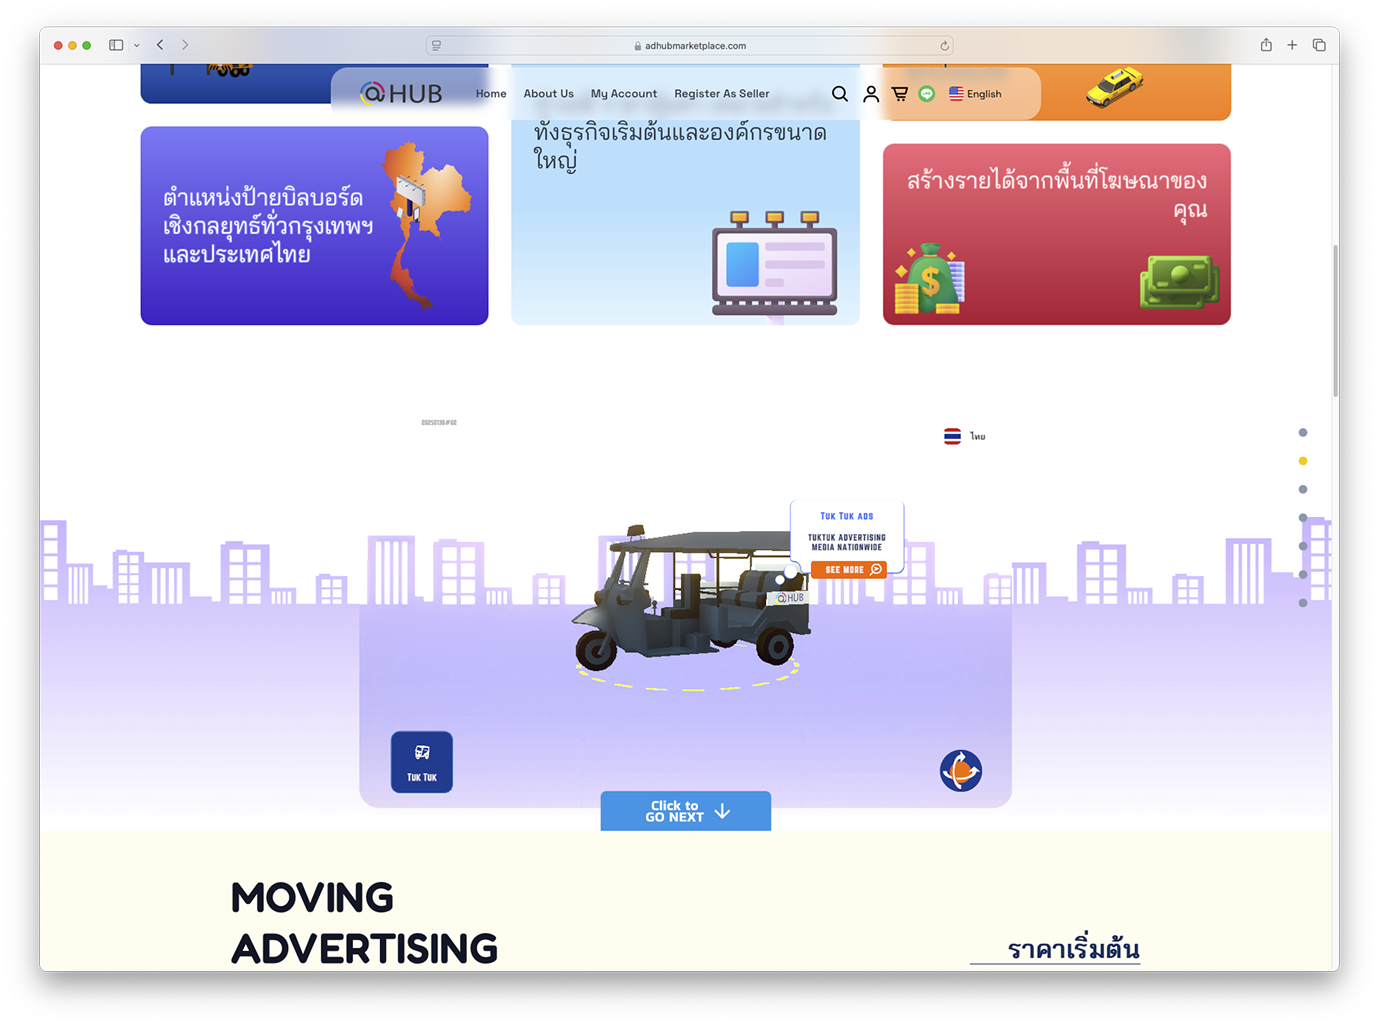 adhubmarketplace.com
@HUB
Home
About Us
My Account
Register As Seller
English
ทั้งธุรกิจเริ่มต้นและองค์กรขนาด
ใหญ่
ตำแหน่งป้ายบิลบอร์ด
เชิงกลยุทธ์ทั่วกรุงเทพฯ
และประเทศไทย
สร้างรายได้จากพื้นที่โฆษณาของ
คุณ
ไทย
TUK TUK ADS
TUKTUK ADVERTISING
MEDIA NATIONWIDE
SEE MORE
@HUB
TUK TUK
Click to
GO NEXT
MOVING
ADVERTISING
ราคาเริ่มต้น